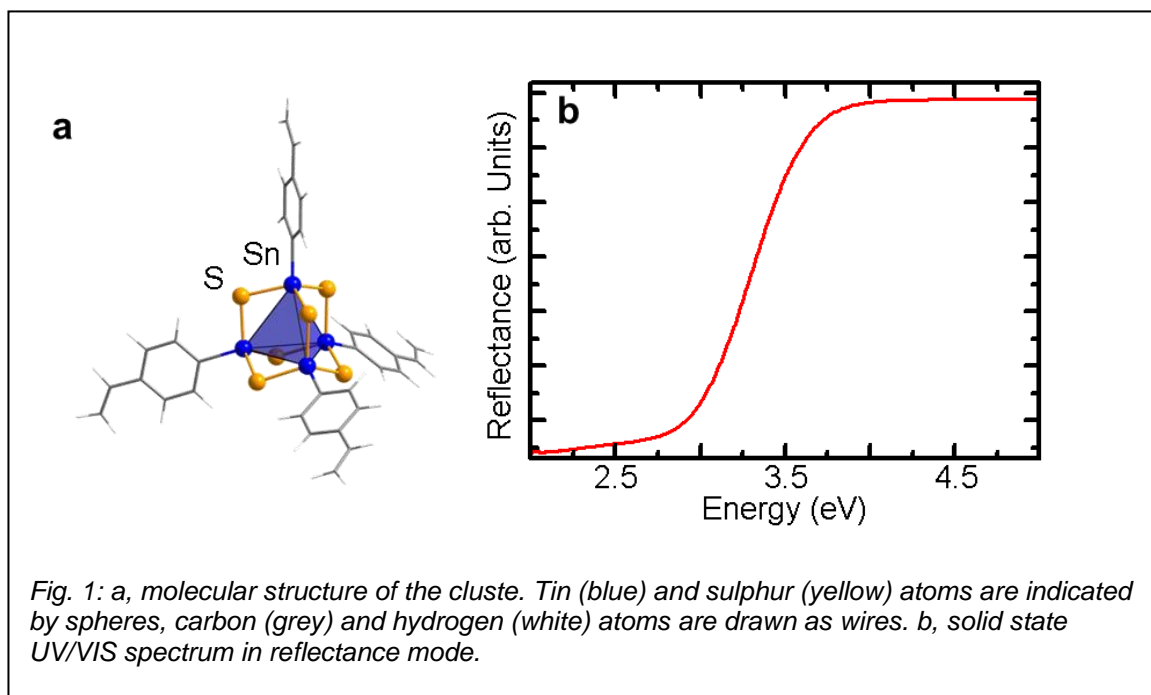 a
Sn
S
b
Reflectance (arb. Units)
2.5 3.5 4.5
Energy (eV)
Fig. 1: a, molecular structure of the cluste. Tin (blue) and sulphur (yellow) atoms are indicated
by spheres, carbon (grey) and hydrogen (white) atoms are drawn as wires. b, solid state
UV/VIS spectrum in reflectance mode.